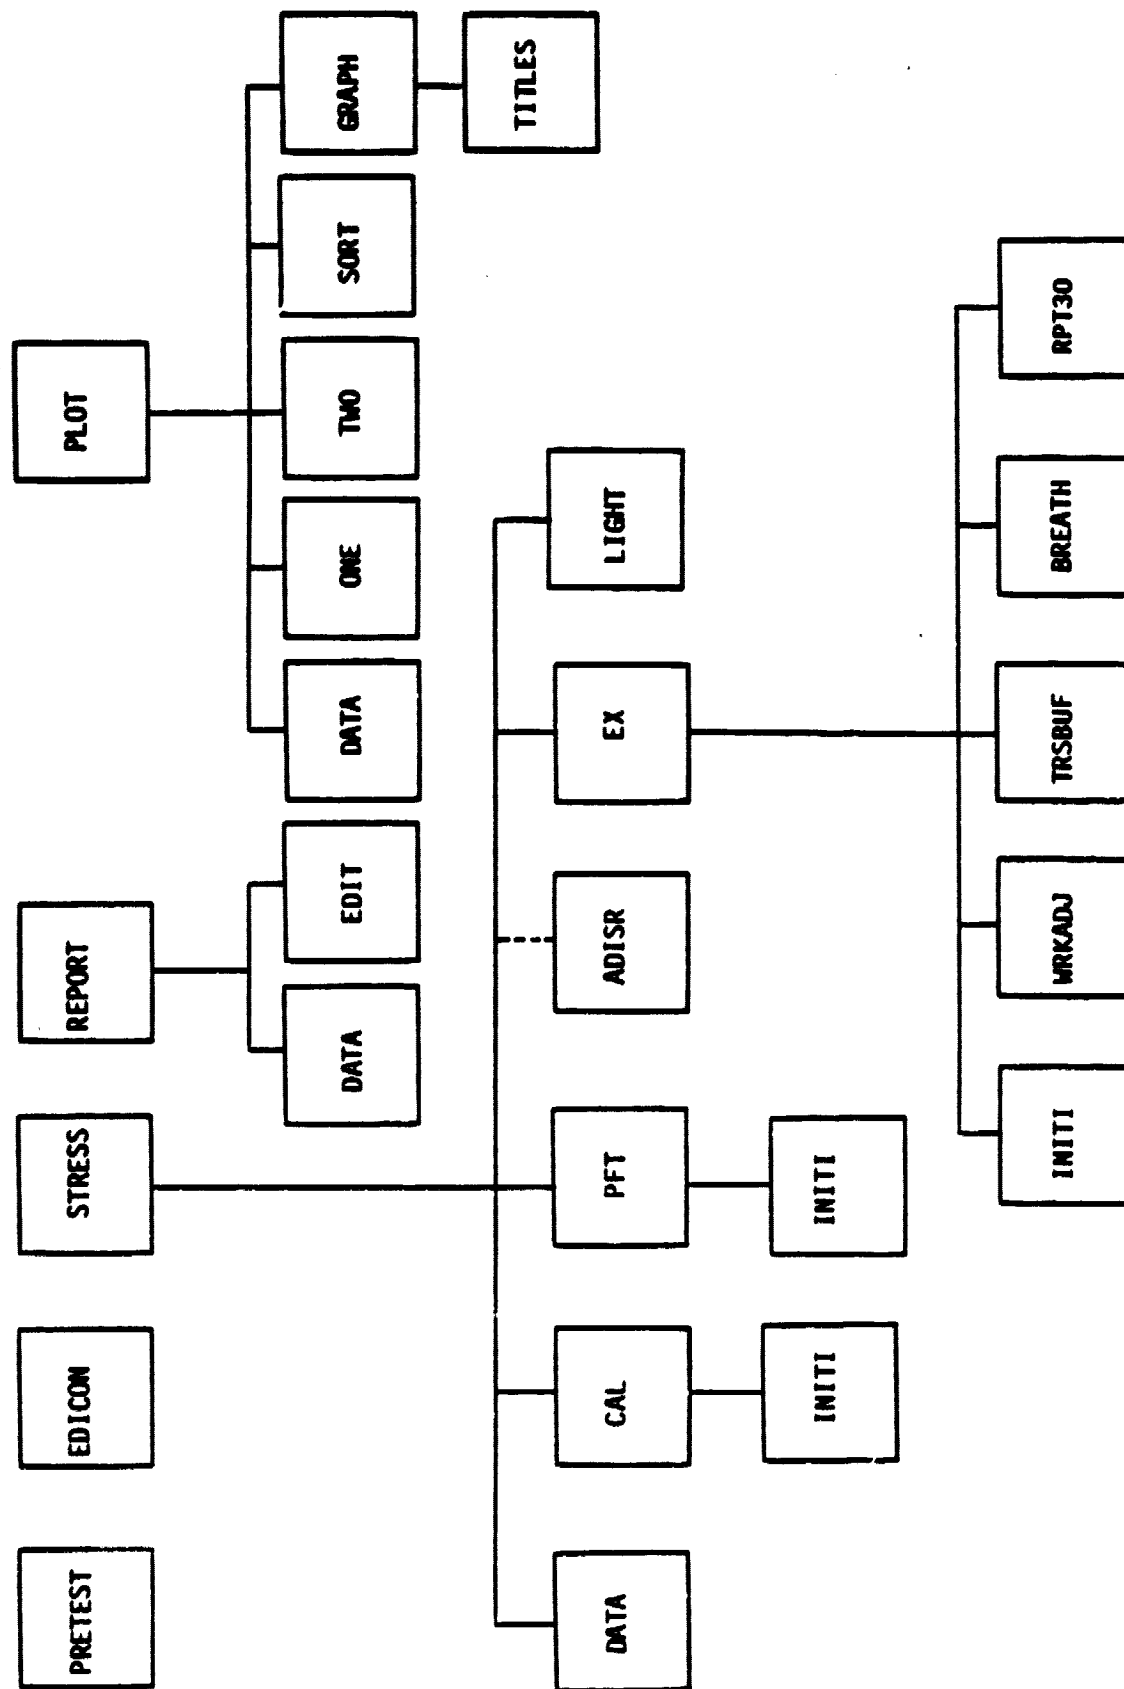 PRETEST
EDICON
STRESS
REPORT
PLOT
DATA
EDIT
DATA
ONE
TWO
SORT
GRAPH
TITLES
DATA
CAL
PFT
ADISR
EX
LIGHT
INITI
INITI
INITI
WRKADJ
TRSBUF
BREATH
RPT30